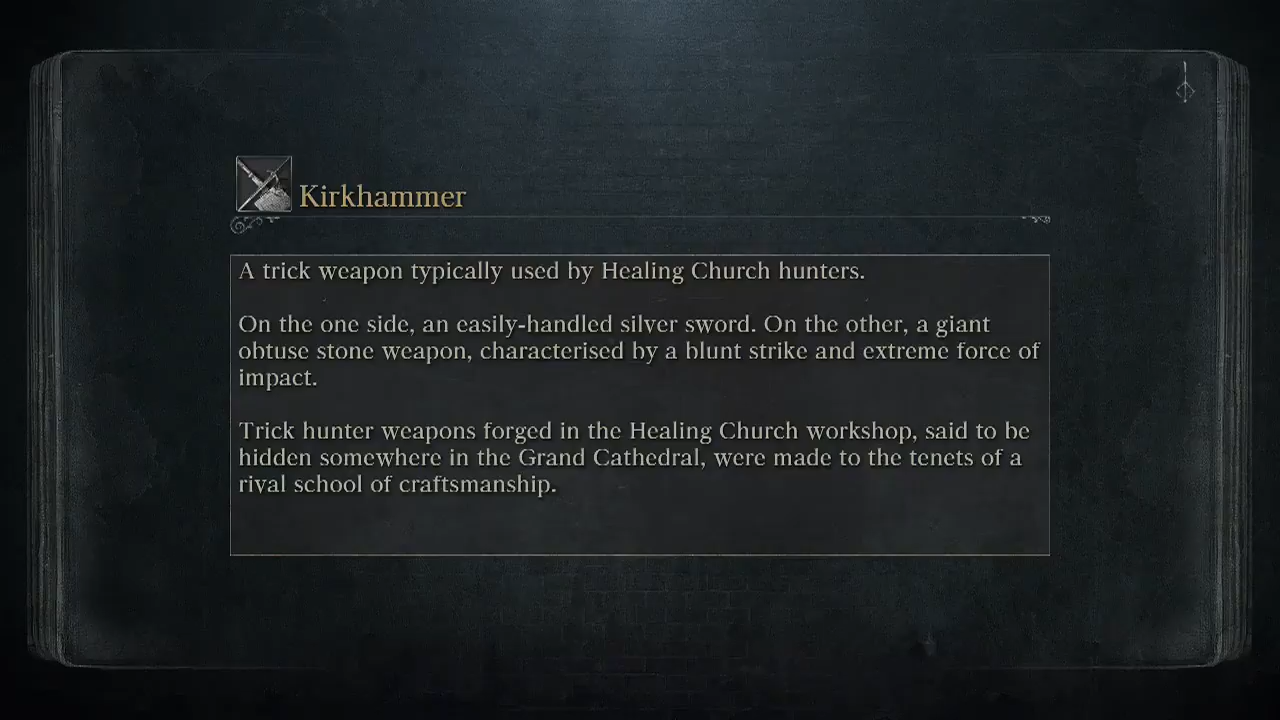 Kirkhammer
A trick weapon typically used by Healing Church hunters.
On the one side, an easily-handled silver sword. On the other, a giant
obtuse stone weapon, characterised by a blunt strike and extreme force of
impact.
Trick hunter weapons forged in the Healing Church workshop, said to be
hidden somewhere in the Grand Cathedral, were made to the tenets of a
rival school of craftsmanship.